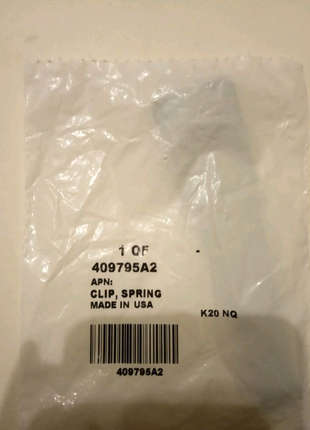 1 OF -
409795A2
APN:
CLIP, SPRING
MADE IN USA
K20 NQ
409795A2